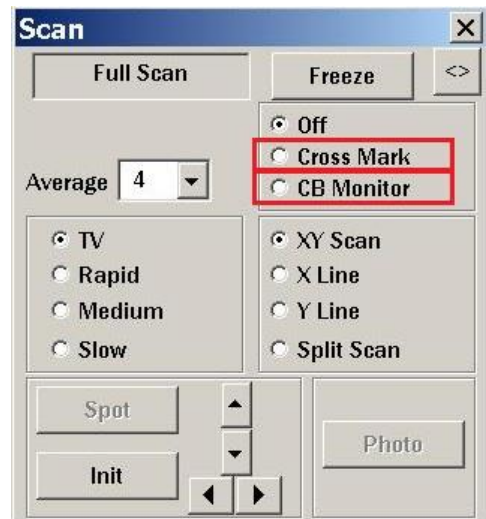 Scan
Full Scan
Freeze
<>
Off
Cross Mark
Average 4
CB Monitor
TV
Rapid
Medium
Slow
XY Scan
X Line
Y Line
Split Scan
Spot
Init
Photo